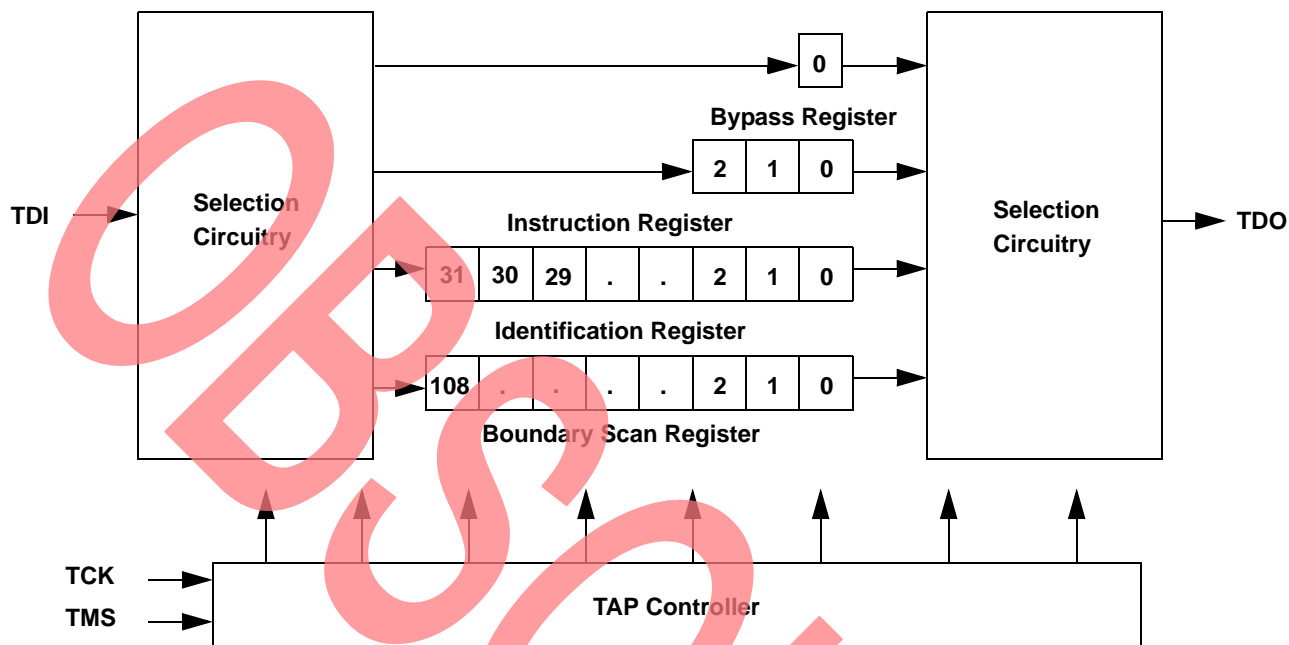 0
Bypass Register
2 1 0
TDI
Selection
Circuitry
Instruction Register
31 30 29 . . 2 1 0
Identification Register
108 . . . . 2 1 0
Boundary Scan Register
Selection
Circuitry
TDO
TCK
TMS
TAP Controller
OBSO